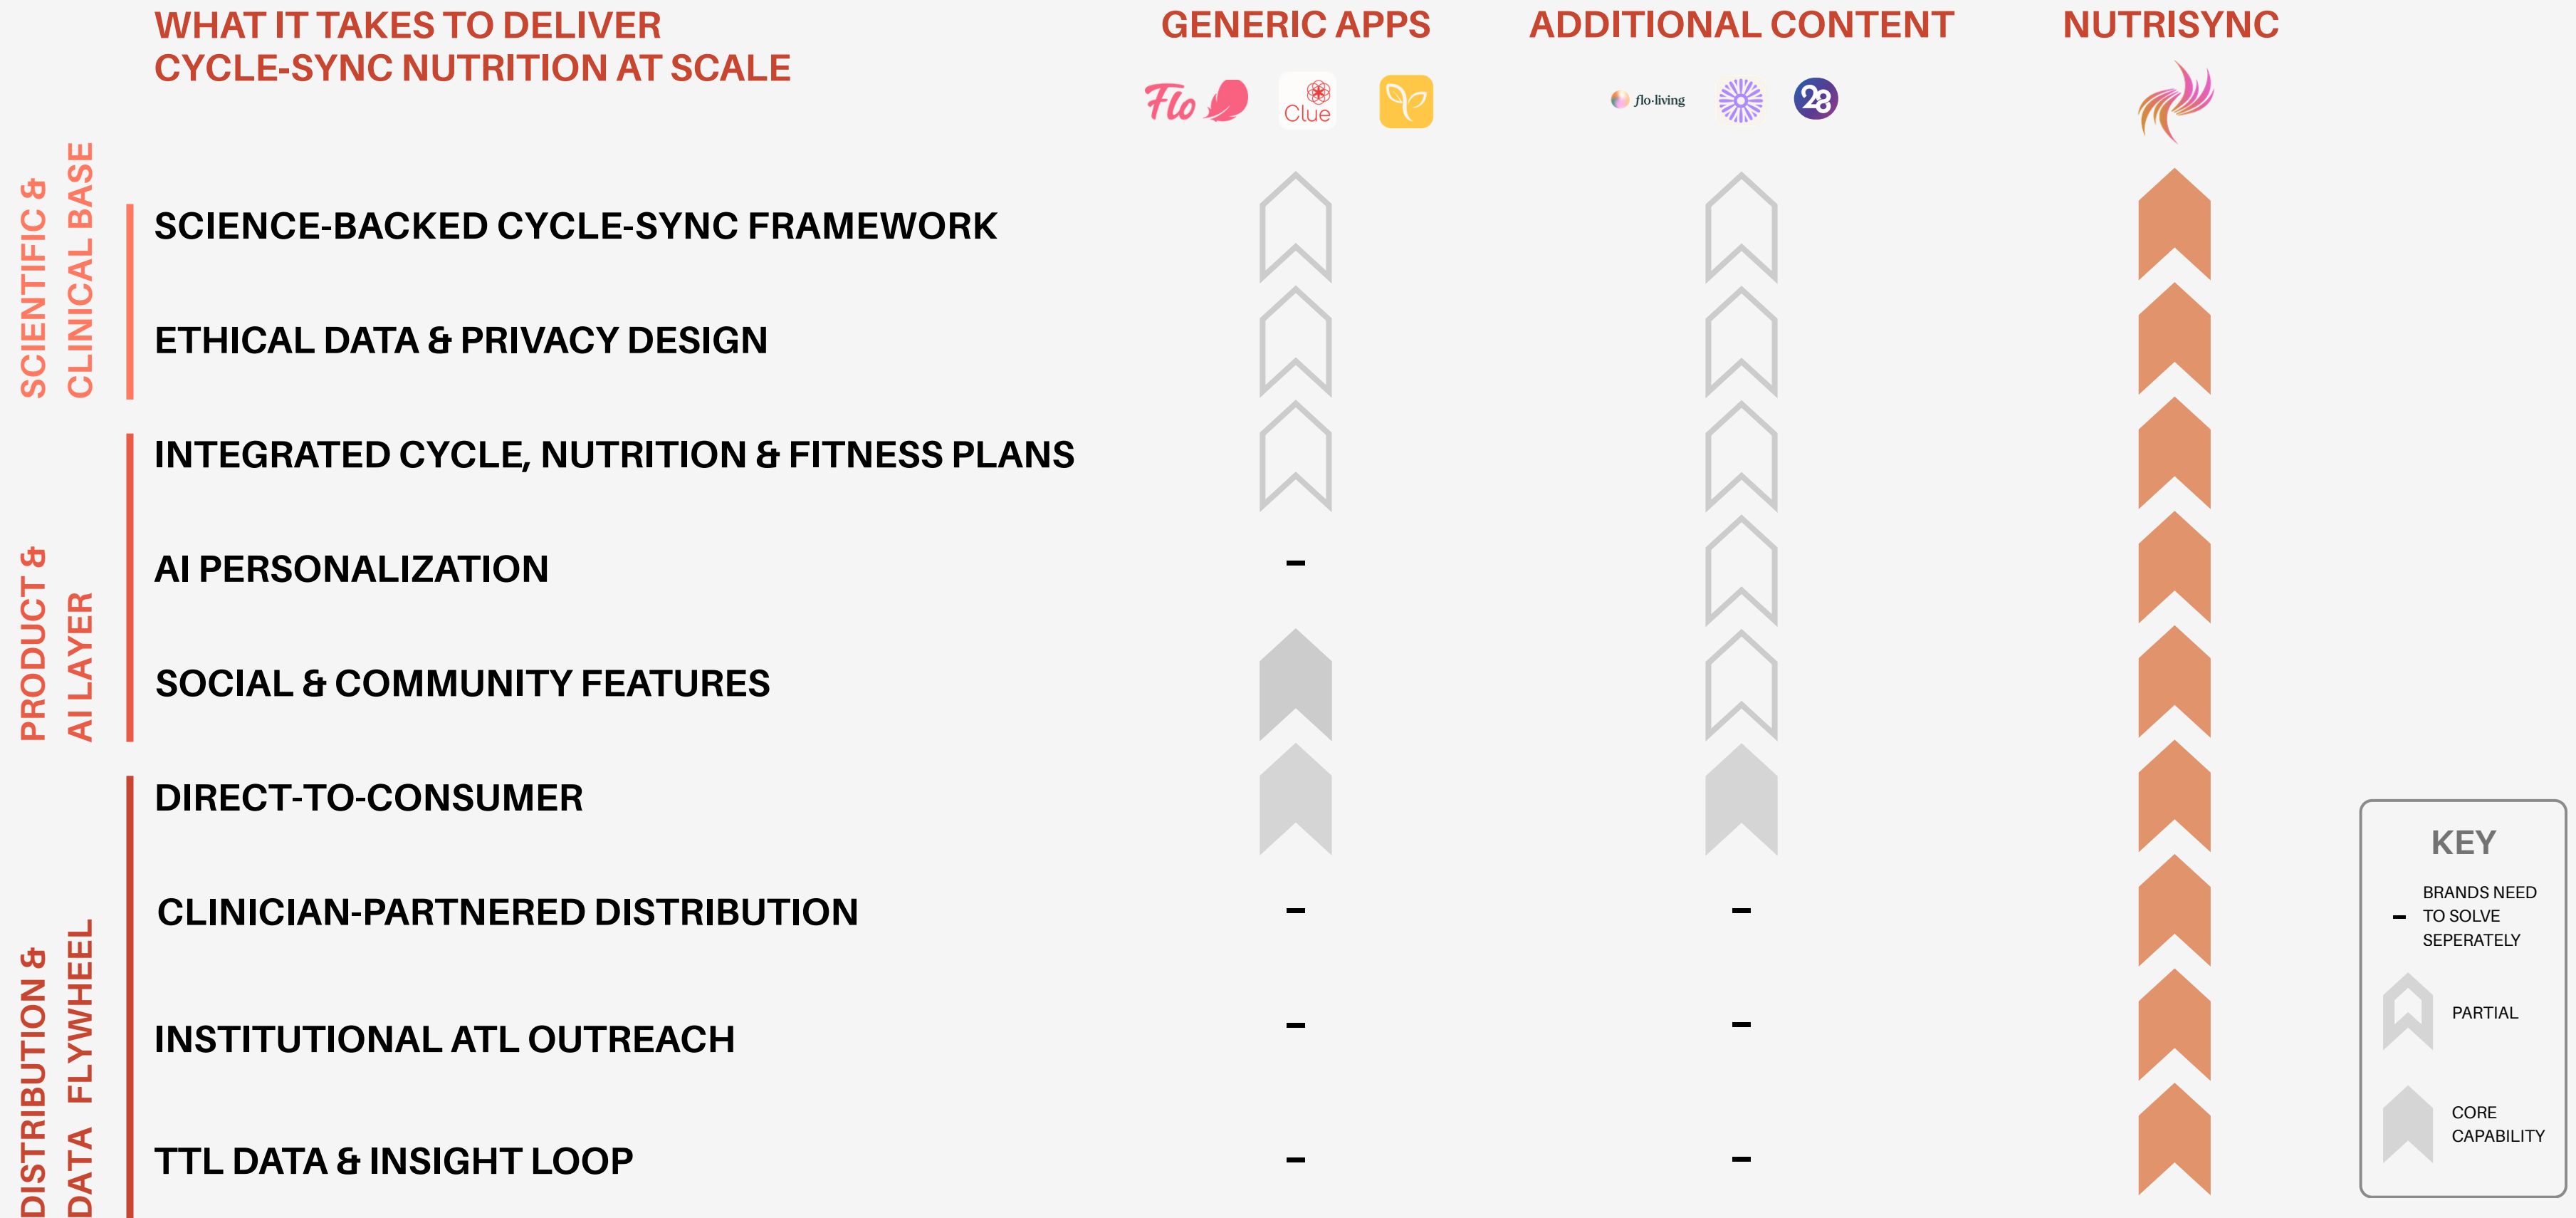 WHAT IT TAKES TO DELIVER
CYCLE-SYNC NUTRITION AT SCALE
GENERIC APPS
ADDITIONAL CONTENT
NUTRISYNC
Flo
Clue
flo·living
28
SCIENTIFIC &
CLINICAL BASE
SCIENCE-BACKED CYCLE-SYNC FRAMEWORK
ETHICAL DATA & PRIVACY DESIGN
PRODUCT &
AI LAYER
INTEGRATED CYCLE, NUTRITION & FITNESS PLANS
AI PERSONALIZATION
–
SOCIAL & COMMUNITY FEATURES
DISTRIBUTION &
DATA FLYWHEEL
DIRECT-TO-CONSUMER
CLINICIAN-PARTNERED DISTRIBUTION
– –
INSTITUTIONAL ATL OUTREACH
– –
TTL DATA & INSIGHT LOOP
– –
KEY
– BRANDS NEED
TO SOLVE
SEPERATELY
PARTIAL
CORE
CAPABILITY